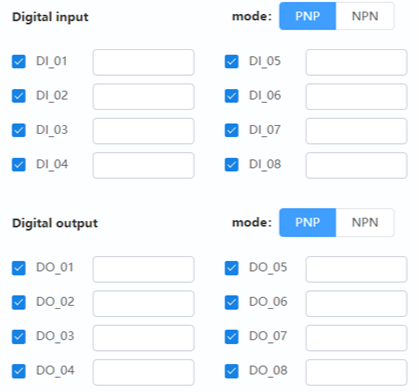 Digital input mode: PNP NPN
DI_01 DI_05
DI_02 DI_06
DI_03 DI_07
DI_04 DI_08
Digital output mode: PNP NPN
DO_01 DO_05
DO_02 DO_06
DO_03 DO_07
DO_04 DO_08